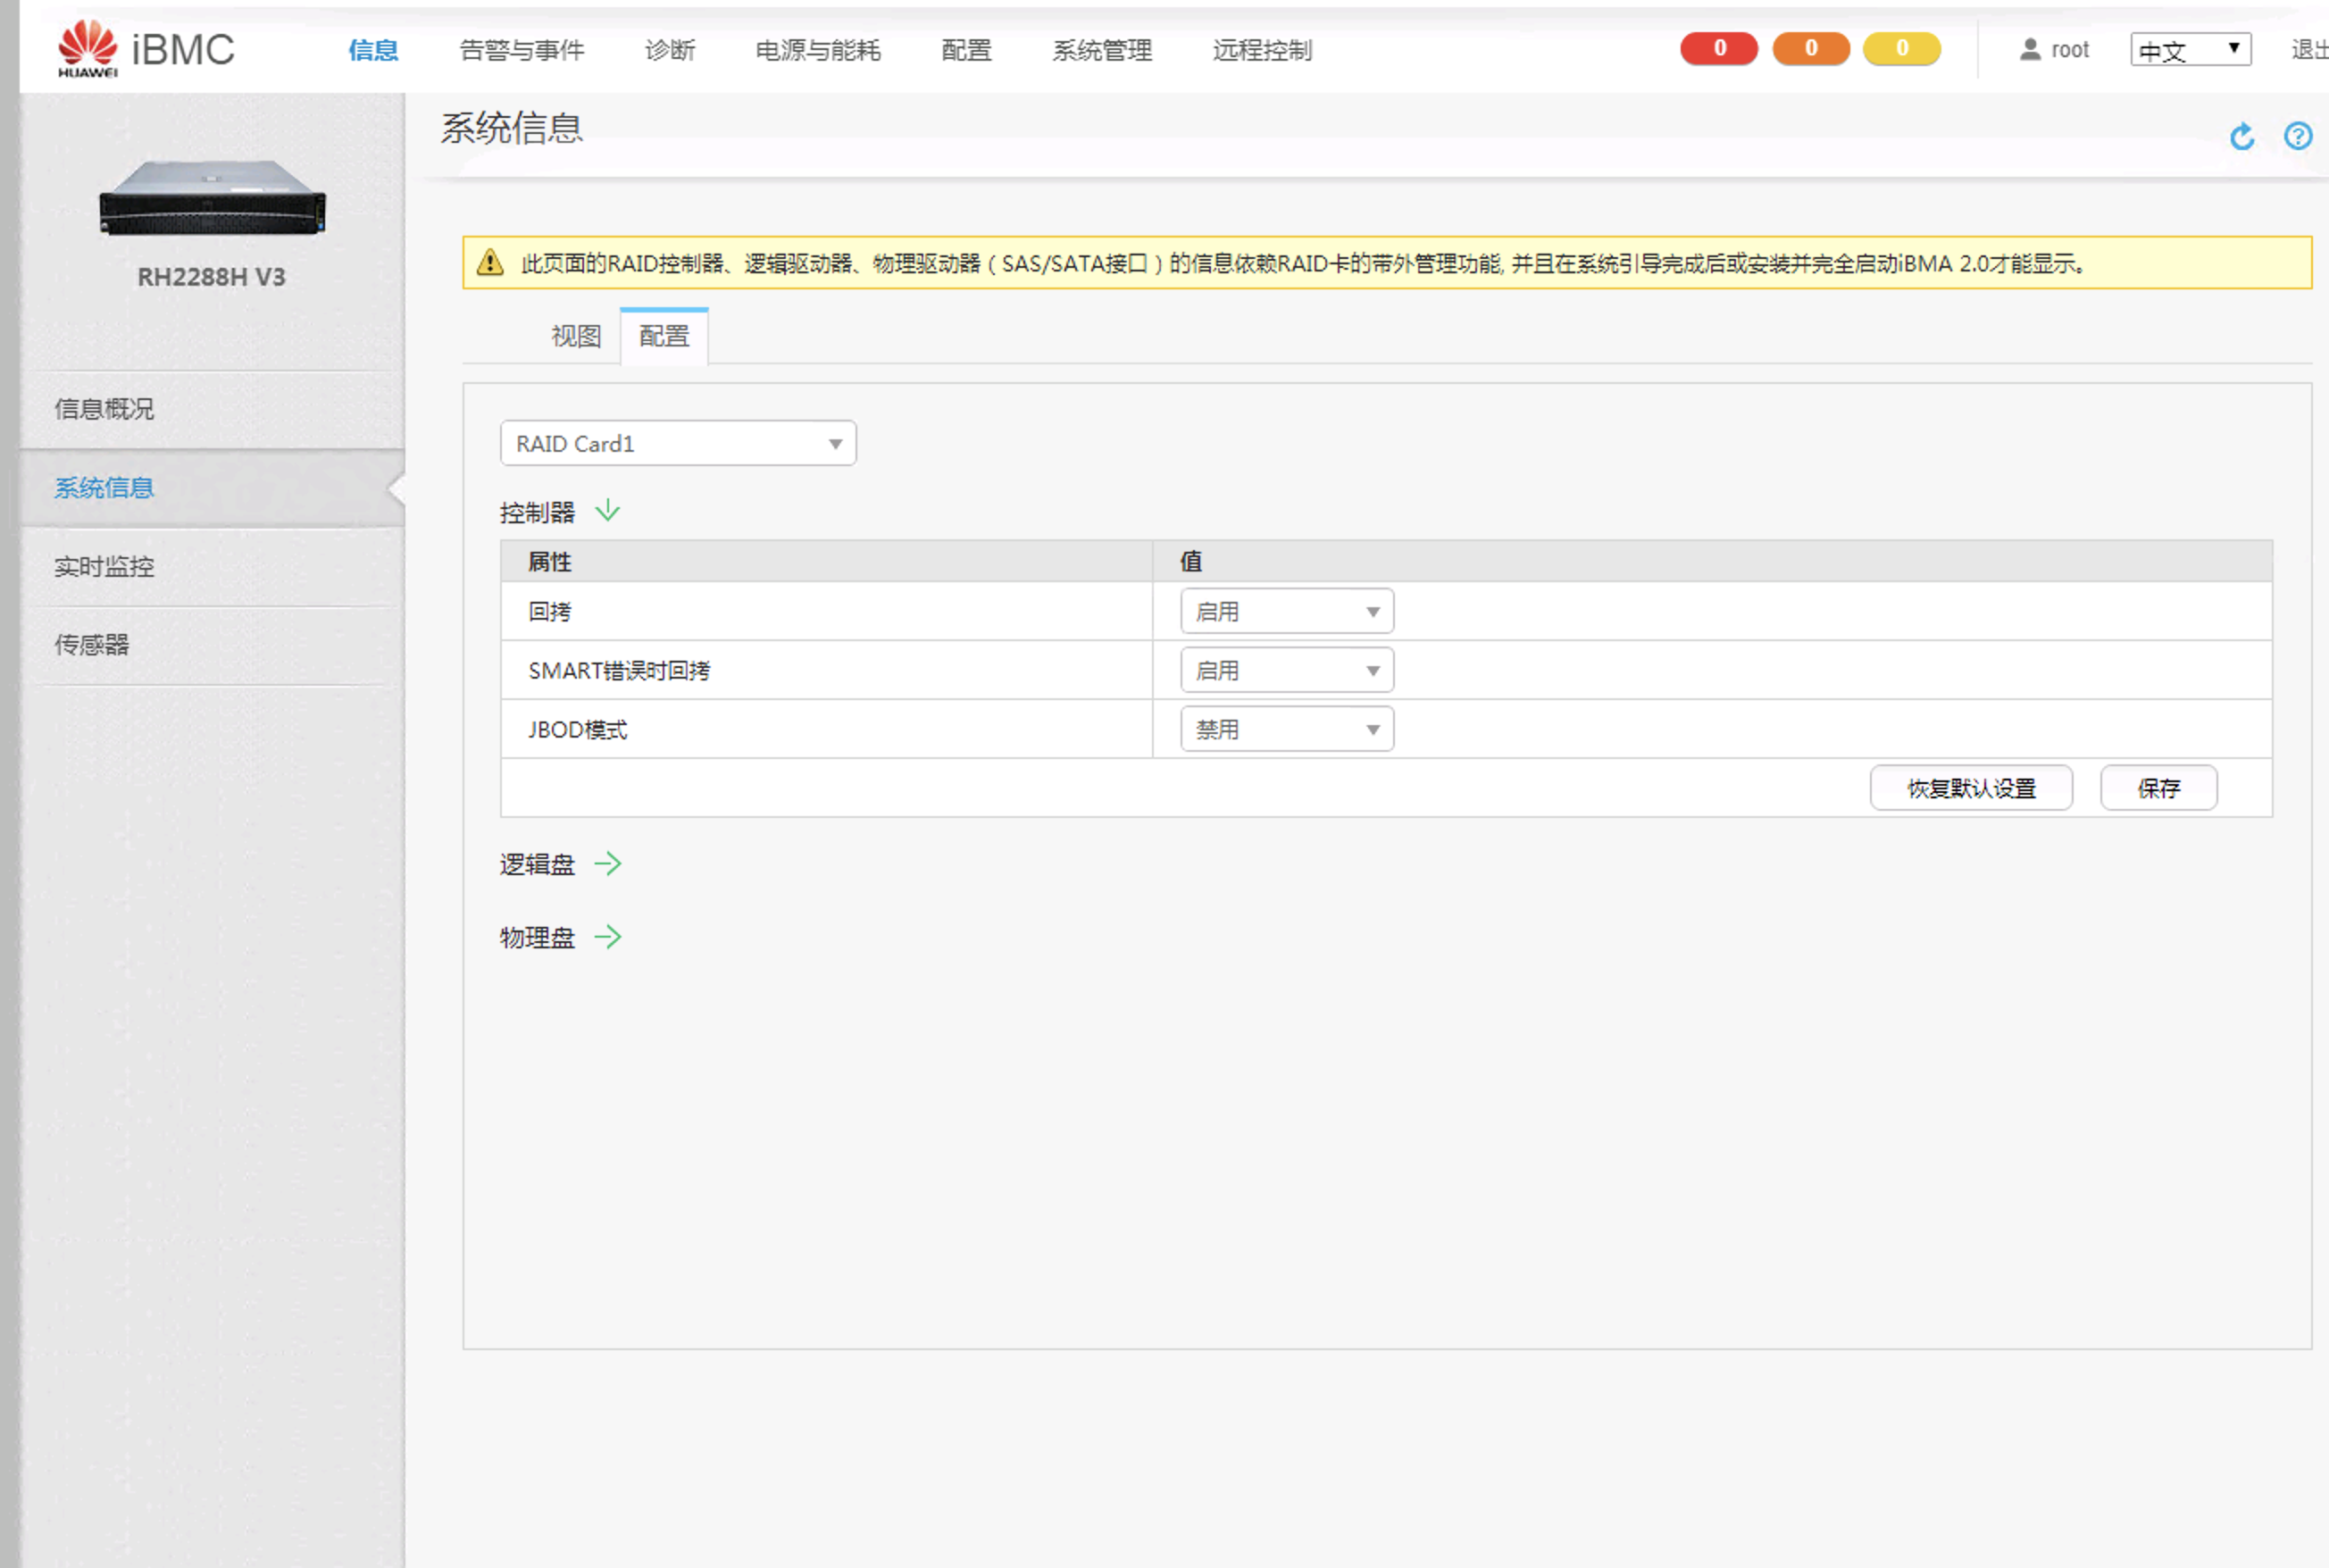 HUAWEI iBMC 信息 告警与事件 诊断 电源与能耗 配置 系统管理 远程控制 0 0 0 root 中文 退出
系统信息
RH2288H V3
信息概况
系统信息
实时监控
传感器
此页面的RAID控制器、逻辑驱动器、物理驱动器 ( SAS/SATA接口 ) 的信息依赖RAID卡的带外管理功能, 并且在系统引导完成后或安装并完全启动iBMA 2.0才能显示。
视图 配置
RAID Card1
控制器
属性 值
回拷 启用
SMART错误时回拷 启用
JBOD模式 禁用
恢复默认设置 保存
逻辑盘
物理盘